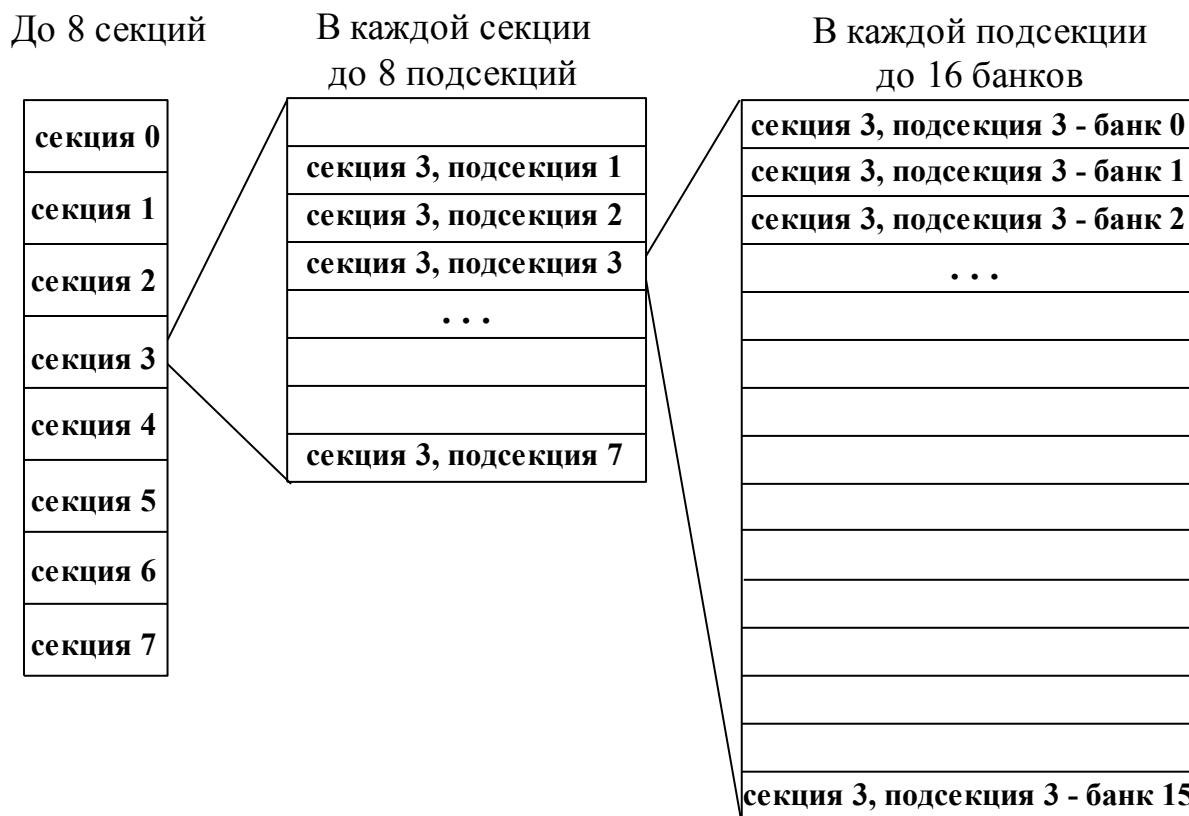 До 8 секций
В каждой секции
до 8 подсекций
В каждой подсекции
до 16 банков
секция 0
секция 1
секция 2
секция 3
секция 4
секция 5
секция 6
секция 7
секция 3, подсекция 1
секция 3, подсекция 2
секция 3, подсекция 3
. . .
секция 3, подсекция 7
секция 3, подсекция 3 - банк 0
секция 3, подсекция 3 - банк 1
секция 3, подсекция 3 - банк 2
. . .
секция 3, подсекция 3 - банк 15